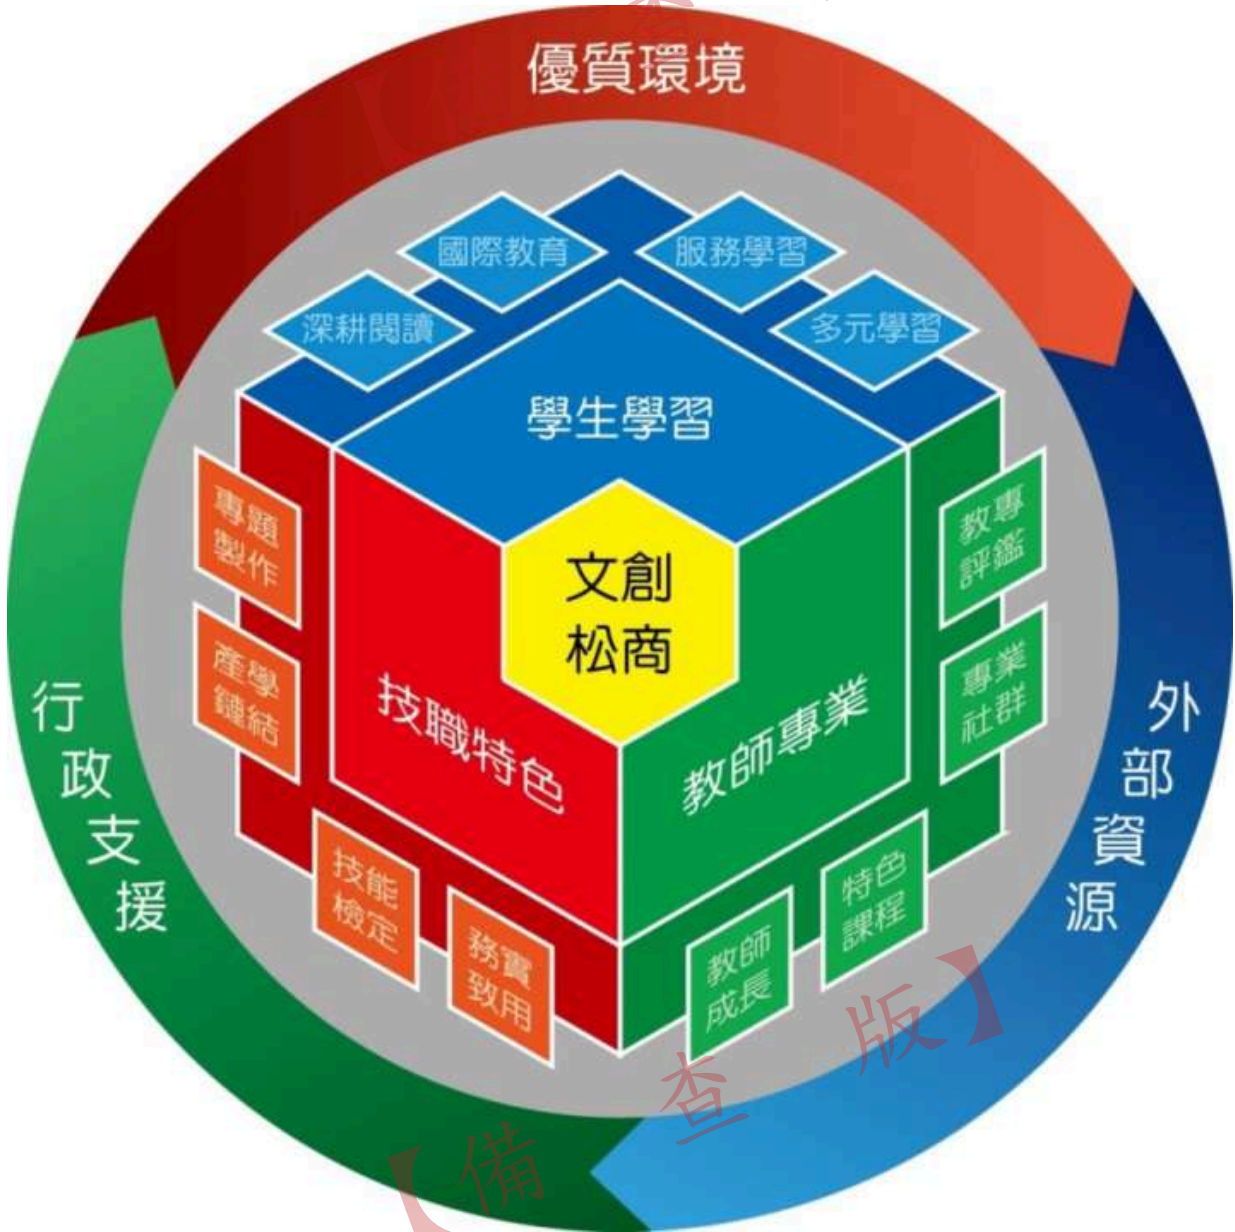 優質環境
國際教育
服務學習
深耕閱讀
多元學習
學生學習
文創
松商
專題
製作
產學
鏈結
技職特色
技能
檢定
務實
致用
教師專業
教專
評鑑
專業
社群
特色
課程
教師
成長
行政支援
外部資源
【備查版】